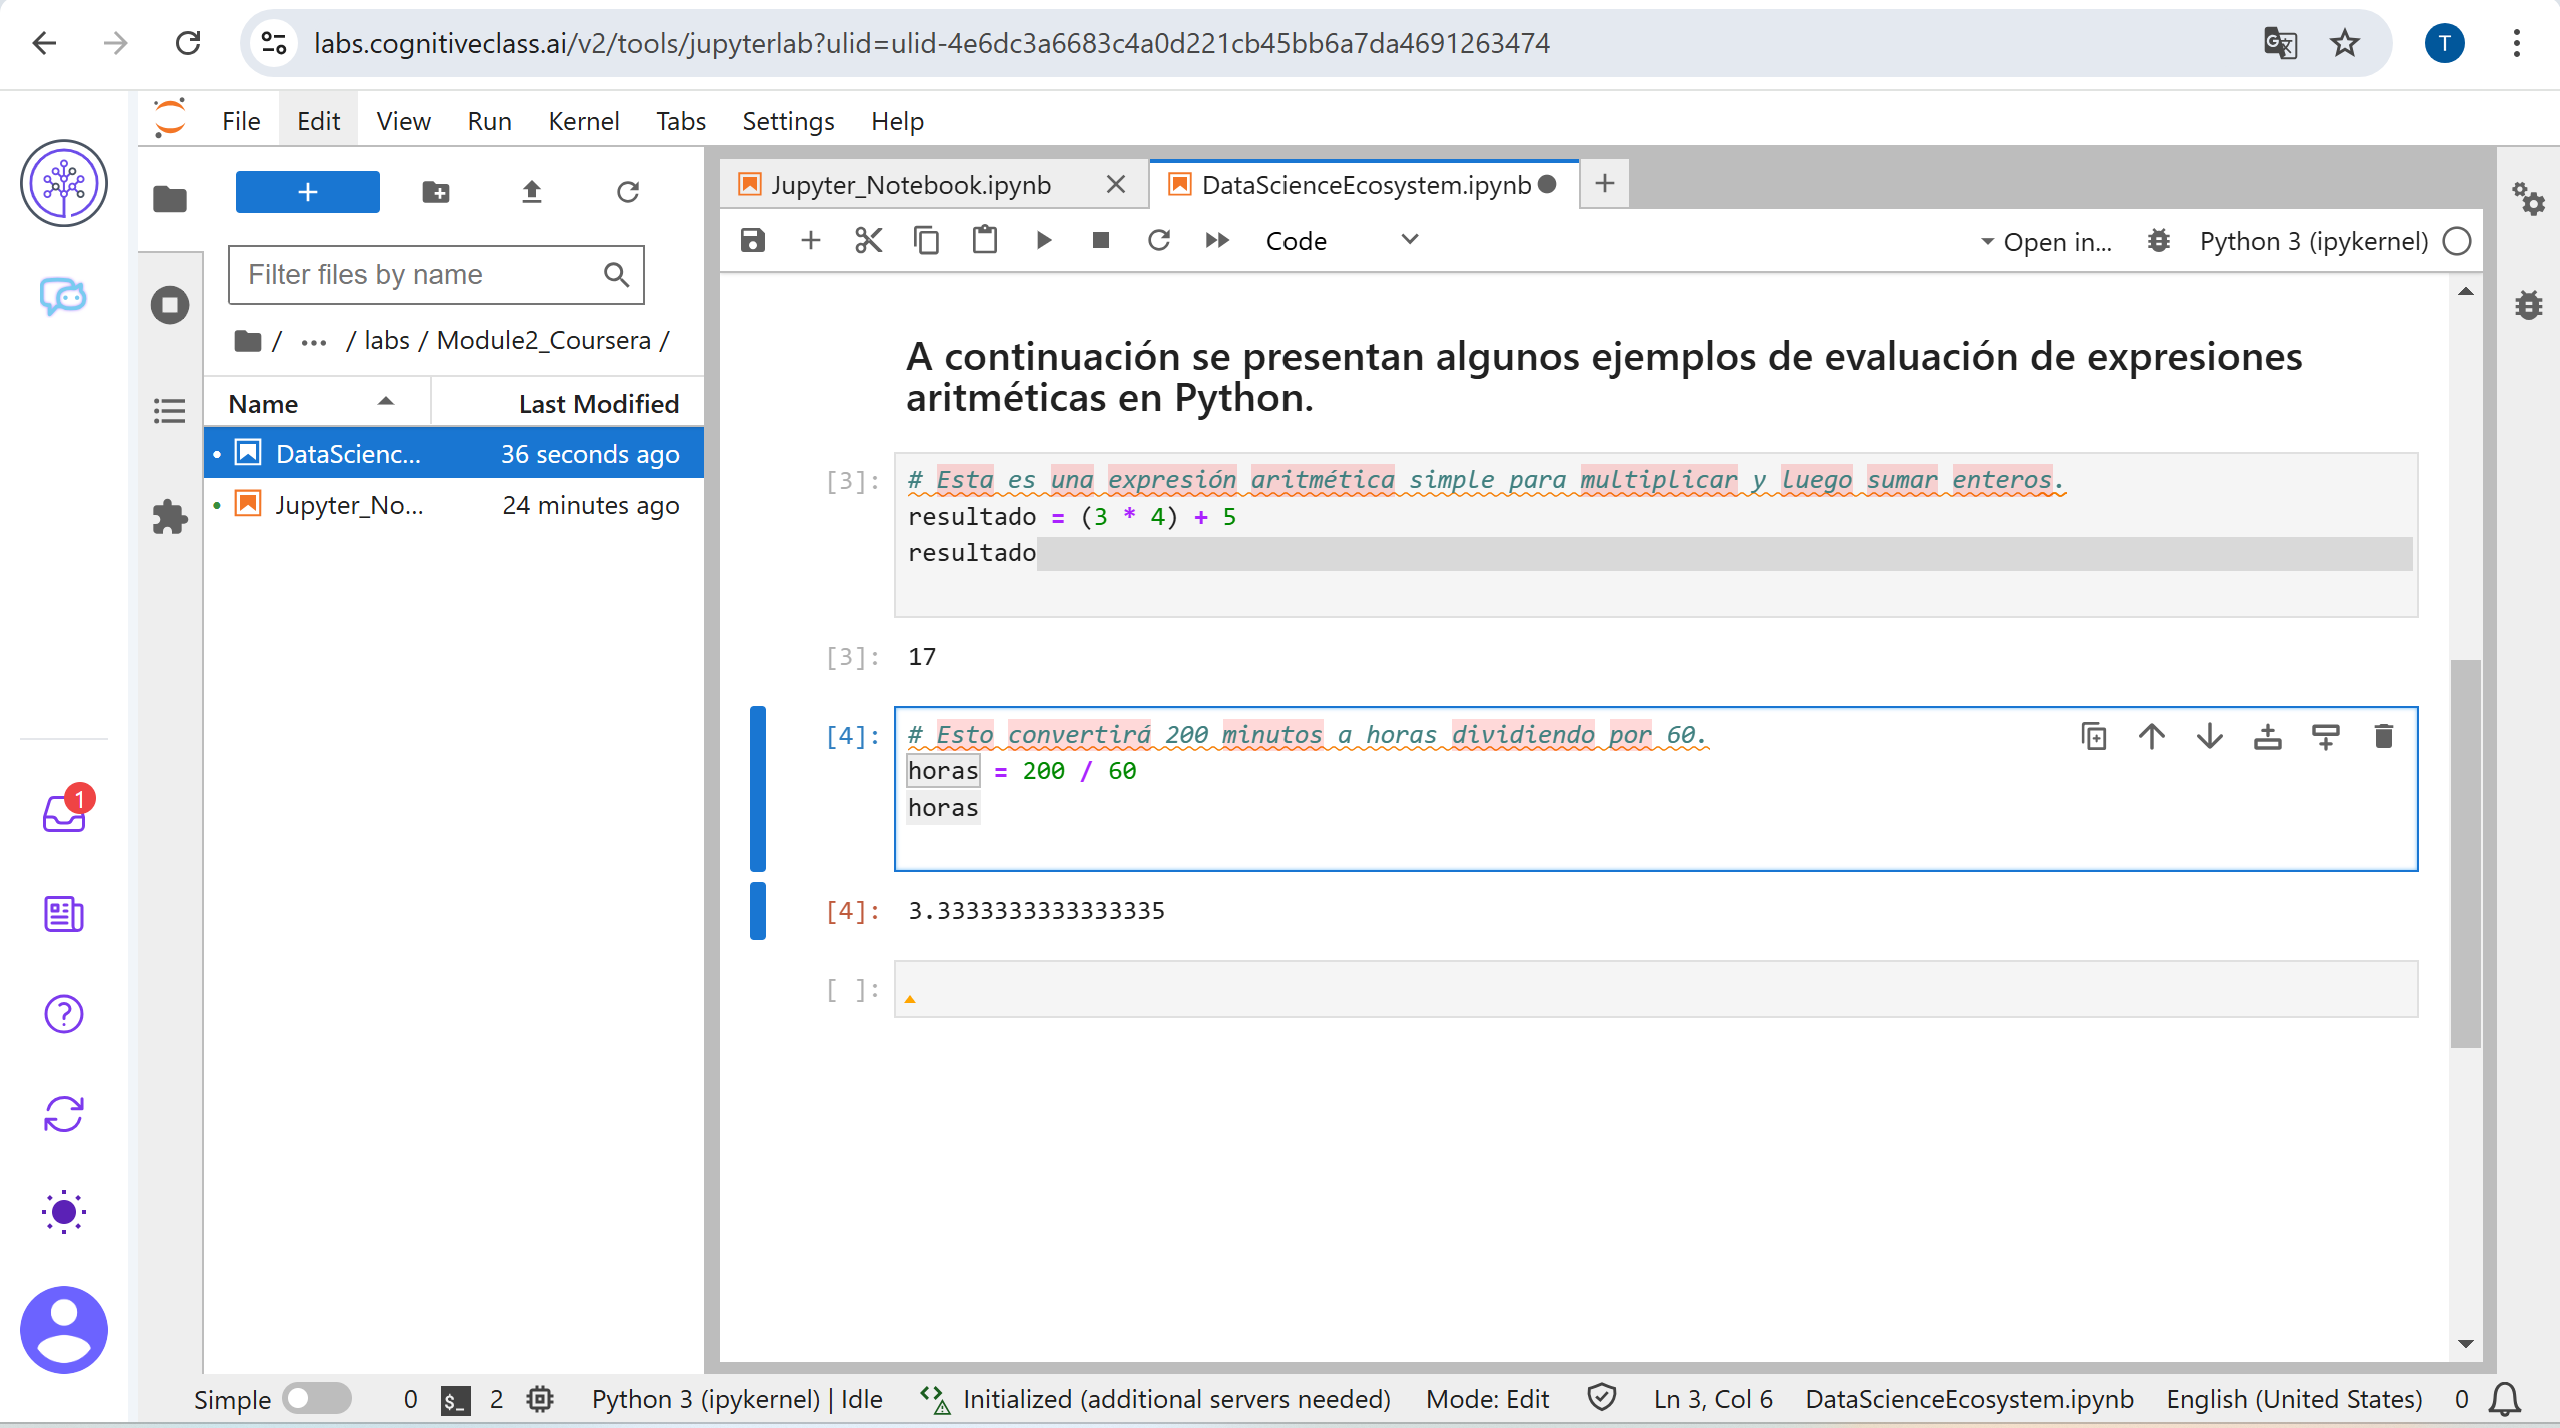 labs.cognitiveclass.ai/v2/tools/jupyterlab?ulid=ulid-4e6dc3a6683c4a0d221cb45bb6a7da4691263474
T
File Edit View Run Kernel Tabs Settings Help
Jupyter_Notebook.ipynb
DataScienceEcosystem.ipynb
Code
Open in...
Python 3 (ipykernel)
Filter files by name
/ ... / labs / Module2_Coursera /
Name Last Modified
DataScienc... 36 seconds ago
Jupyter_No... 24 minutes ago
1
A continuación se presentan algunos ejemplos de evaluación de expresiones
aritméticas en Python.
[3]: # Esta es una expresión aritmética simple para multiplicar y luego sumar enteros.
resultado = (3 * 4) + 5
resultado
[3]: 17
[4]: # Esto convertirá 200 minutos a horas dividiendo por 60.
horas = 200 / 60
horas
[4]: 3.3333333333333335
[ ]:
Simple 0 $_ 2 Python 3 (ipykernel) | Idle Initialized (additional servers needed) Mode: Edit Ln 3, Col 6 DataScienceEcosystem.ipynb English (United States) 0